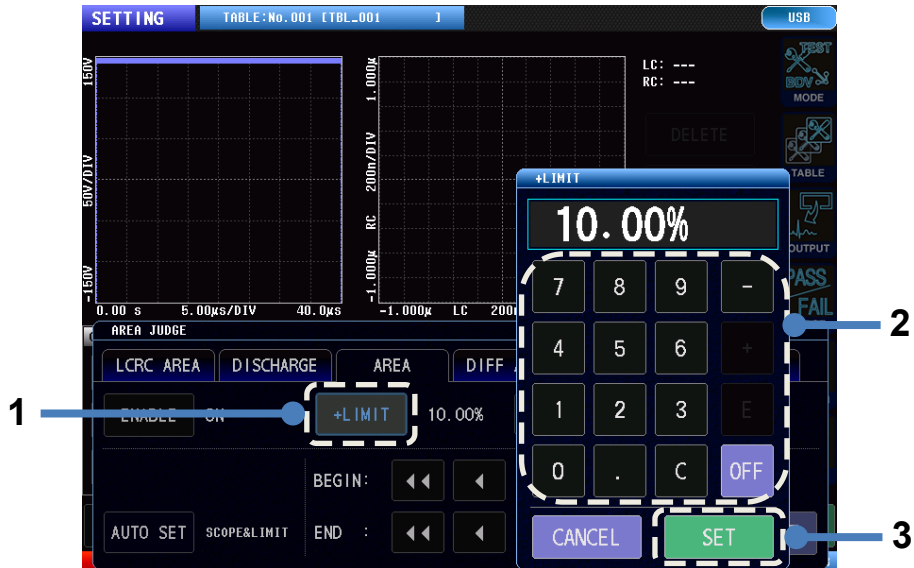 SETTING
TABLE:No.001 [TBL_001 ]
USB
150V
50V/DIV
-150V
0.00 s 5.00µs/DIV 40.0µs
1.000µ
200n/DIV
RC
-1.000µ
-1.000µ LC 200
LC: ---
RC: ---
DELETE
TEST
BDV
MODE
TABLE
OUTPUT
PASS
FAIL
AREA JUDGE
LCRC AREA
DISCHARGE
AREA
DIFF
ENABLE
ON
+LIMIT
10.00%
BEGIN:
AUTO SET
SCOPE&LIMIT
END :
+LIMIT
10.00%
7 8 9 -
4 5 6 +
1 2 3 E
0 . C OFF
CANCEL
SET
1
2
3